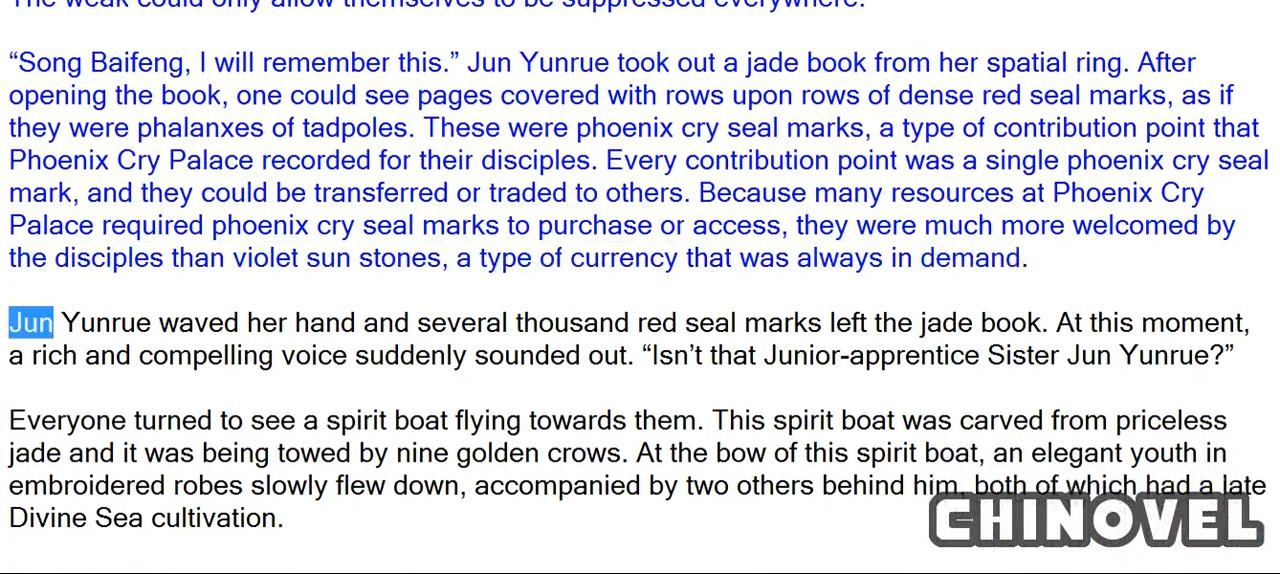 The weak could only allow themselves to be suppressed everywhere.
“Song Baifeng, I will remember this.” Jun Yunrue took out a jade book from her spatial ring. After
opening the book, one could see pages covered with rows upon rows of dense red seal marks, as if
they were phalanxes of tadpoles. These were phoenix cry seal marks, a type of contribution point that
Phoenix Cry Palace recorded for their disciples. Every contribution point was a single phoenix cry seal
mark, and they could be transferred or traded to others. Because many resources at Phoenix Cry
Palace required phoenix cry seal marks to purchase or access, they were much more welcomed by
the disciples than violet sun stones, a type of currency that was always in demand.
Jun Yunrue waved her hand and several thousand red seal marks left the jade book. At this moment,
a rich and compelling voice suddenly sounded out. “Isn’t that Junior-apprentice Sister Jun Yunrue?”
Everyone turned to see a spirit boat flying towards them. This spirit boat was carved from priceless
jade and it was being towed by nine golden crows. At the bow of this spirit boat, an elegant youth in
embroidered robes slowly flew down, accompanied by two others behind him, both of which had a late
Divine Sea cultivation.
CHINOVEL